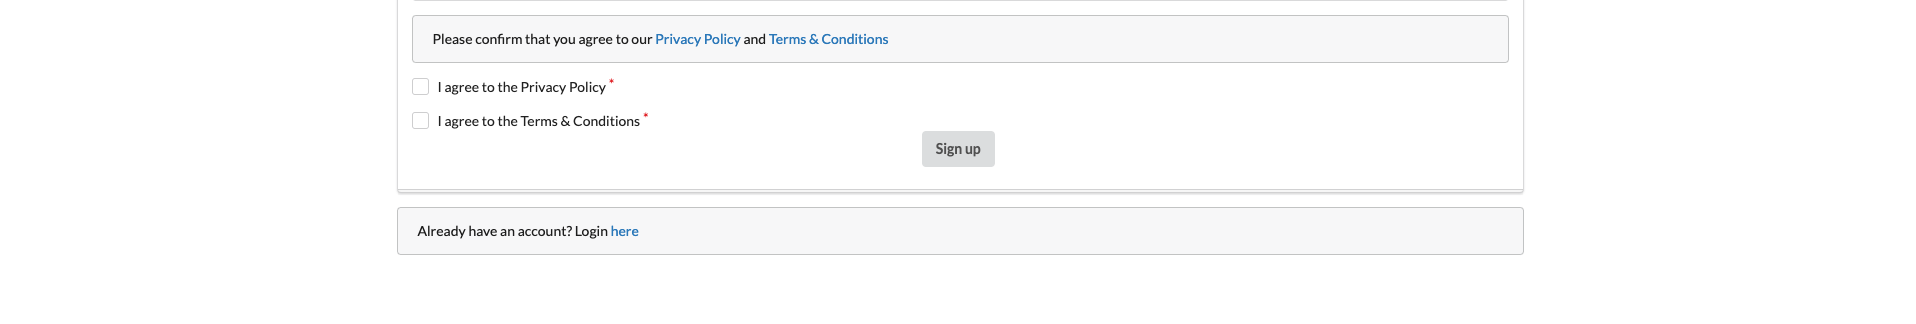 Please confirm that you agree to our Privacy Policy and Terms & Conditions
I agree to the Privacy Policy *
I agree to the Terms & Conditions *
Sign up
Already have an account? Login here